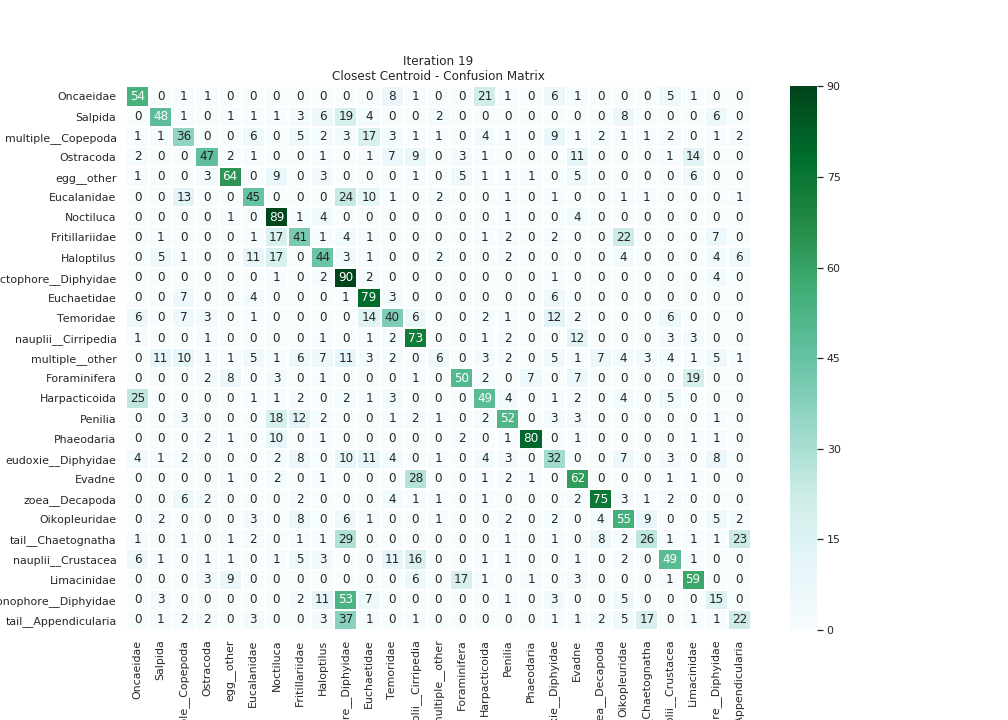 Iteration 19
Closest Centroid - Confusion Matrix
Oncaeidae 54 0 1 1 0 0 0 0 0 0 0 8 1 0 0 21 1 0 6 1 0 0 0 5 1 0 0
Salpida 0 48 1 0 1 1 1 3 6 19 4 0 0 2 0 0 0 0 0 0 0 8 0 0 0 6 0
multiple__Copepoda 1 1 36 0 0 6 0 5 2 3 17 3 1 1 0 4 1 0 9 1 2 1 1 2 0 1 2
Ostracoda 2 0 0 47 2 1 0 0 1 0 1 7 9 0 3 1 0 0 0 11 0 0 0 1 14 0 0
egg__other 1 0 0 3 64 0 9 0 3 0 0 0 1 0 5 1 1 1 0 5 0 0 0 0 6 0 0
Eucalanidae 0 0 13 0 0 45 0 0 0 24 10 1 0 2 0 0 1 0 1 0 0 1 1 0 0 0 1
Noctiluca 0 0 0 0 1 0 89 1 4 0 0 0 0 0 0 0 1 0 0 4 0 0 0 0 0 0 0
Fritillariidae 0 1 0 0 0 1 17 41 1 4 1 0 0 0 0 1 2 0 2 0 0 22 0 0 0 7 0
Haloptilus 0 5 1 0 0 11 17 0 44 3 1 0 0 2 0 0 2 0 0 0 0 4 0 0 0 4 6
ctophore__Diphyidae 0 0 0 0 0 0 1 0 2 90 2 0 0 0 0 0 0 0 0 0 0 0 0 0 0 4 0
Euchaetidae 0 0 7 0 0 4 0 0 0 1 79 3 0 0 0 0 0 0 6 0 0 0 0 0 0 0 0
Temoridae 6 0 7 3 0 1 0 0 0 0 14 40 6 0 0 2 1 0 12 2 0 0 0 6 0 0 0
nauplii__Cirripedia 1 0 0 1 0 0 0 0 1 0 1 2 73 0 0 1 2 0 0 12 0 0 0 3 3 0 0
multiple__other 0 11 10 1 1 5 1 6 7 11 3 2 0 6 0 3 2 0 5 1 7 4 3 4 1 5 1
Foraminifera 0 0 0 2 8 0 3 0 1 0 0 0 1 0 50 2 0 7 0 7 0 0 0 0 19 0 0
Harpacticoida 25 0 0 0 0 1 1 2 0 2 1 3 0 0 0 49 4 0 1 2 0 4 0 5 0 0 0
Penilia 0 0 3 0 0 0 18 12 2 0 0 1 2 1 0 2 52 0 3 3 0 0 0 0 0 1 0
Phaeodaria 0 0 0 2 1 0 10 0 1 0 0 0 0 0 2 0 1 80 0 1 0 0 0 0 1 1 0
eudoxie__Diphyidae 4 1 2 0 0 0 2 8 0 10 11 4 0 1 0 4 3 0 32 0 0 7 0 3 0 8 0
Evadne 0 0 0 0 1 0 2 0 1 0 0 0 28 0 0 1 2 1 0 62 0 0 0 1 1 0 0
zoea__Decapoda 0 0 6 2 0 0 0 2 0 0 0 4 1 1 0 1 0 0 0 2 75 3 1 2 0 0 0
Oikopleuridae 0 2 0 0 0 3 0 8 0 6 1 0 0 1 0 0 2 0 2 0 4 55 9 0 0 5 2
tail__Chaetognatha 1 0 1 0 1 2 0 1 1 29 0 0 1 0 0 0 1 0 1 0 8 2 26 1 1 1 23
nauplii__Crustacea 6 1 0 1 1 0 1 5 3 0 0 11 16 0 0 1 1 0 1 0 0 2 0 49 1 0 0
Limacinidae 0 0 0 3 9 0 0 0 0 0 0 0 6 0 17 0 1 0 3 0 0 0 1 59 0 0
onophore__Diphyidae 0 3 0 0 0 0 0 2 11 53 7 0 0 0 0 0 1 0 3 0 0 5 0 0 0 15 0
tail__Appendicularia 0 1 2 2 0 3 0 0 3 37 1 0 1 0 0 0 0 0 1 1 2 5 17 0 1 1 22
90
75
60
45
30
15
0
Oncaeidae
Salpida
le__Copepoda
Ostracoda
egg__other
Eucalanidae
Noctiluca
Fritillariidae
Haloptilus
re__Diphyidae
Euchaetidae
Temoridae
plii__Cirripedia
nultiple__other
Foraminifera
Harpacticoida
Penilia
Phaeodaria
ie__Diphyidae
Evadne
ea__Decapoda
Oikopleuridae
Chaetognatha
plii__Crustacea
Limacinidae
re__Diphyidae
Appendicularia